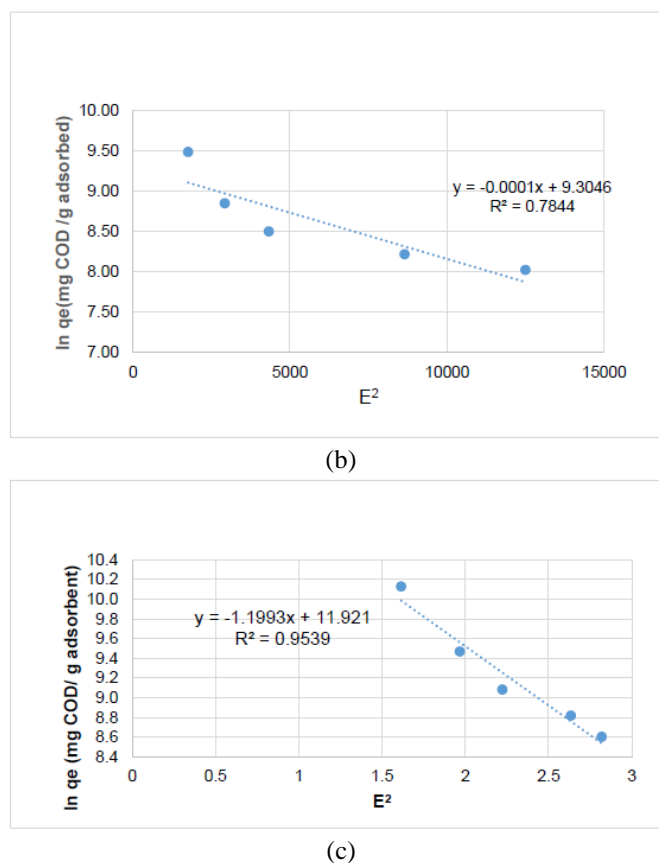 10.00
9.50
9.00
8.50
8.00
7.50
7.00
ln qe(mg COD /g adsorbed)
y = -0.0001x + 9.3046
R² = 0.7844
0 5000 10000 15000
E²
(b)
10.4
10.2
10.0
9.8
9.6
9.4
9.2
9.0
8.8
8.6
8.4
ln qe (mg COD/ g adsorbent)
y = -1.1993x + 11.921
R² = 0.9539
0 0.5 1 1.5 2 2.5 3
E²
(c)